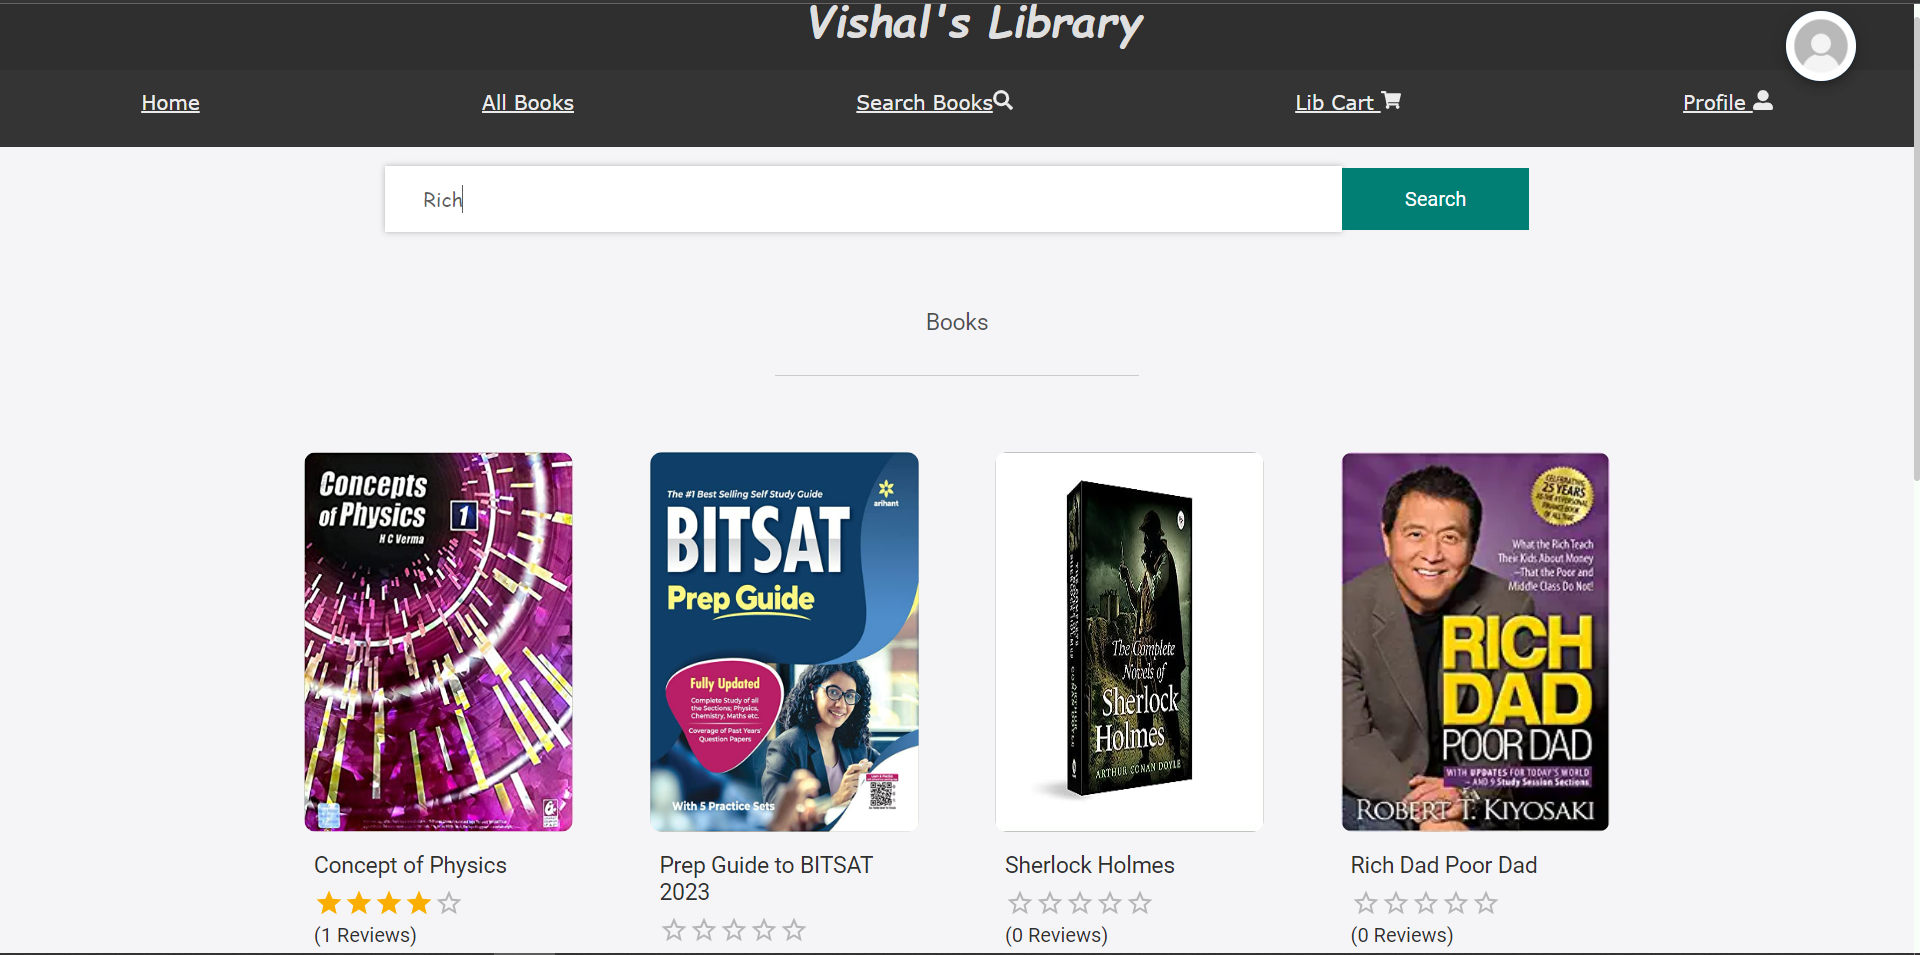 Vishal's Library
Home
All Books
Search Books
Lib Cart
Profile
Rich
Search
Books
Concepts
of Physics 1
H C Verma
The #1 Best Selling Self Study Guide
arihant
BITSAT
Prep Guide
Fully Updated
Complete Study of all
the Sections; Physics,
Chemistry, Maths etc.
Coverage of Past Years'
Question Papers
With 5 Practice Sets
The Complete
Novels of
Sherlock
Holmes
ARTHUR CONAN DOYLE
CELEBRATING
25 YEARS
What the Rich Teach
Their Kids About Money
—That the Poor and
Middle Class Do Not!
RICH
DAD
POOR DAD
WITH UPDATES FOR TODAY'S WORLD
— AND 9 Study Session Sections
ROBERT T. KIYOSAKI
Concept of Physics
(1 Reviews)
Prep Guide to BITSAT
2023
Sherlock Holmes
(0 Reviews)
Rich Dad Poor Dad
(0 Reviews)